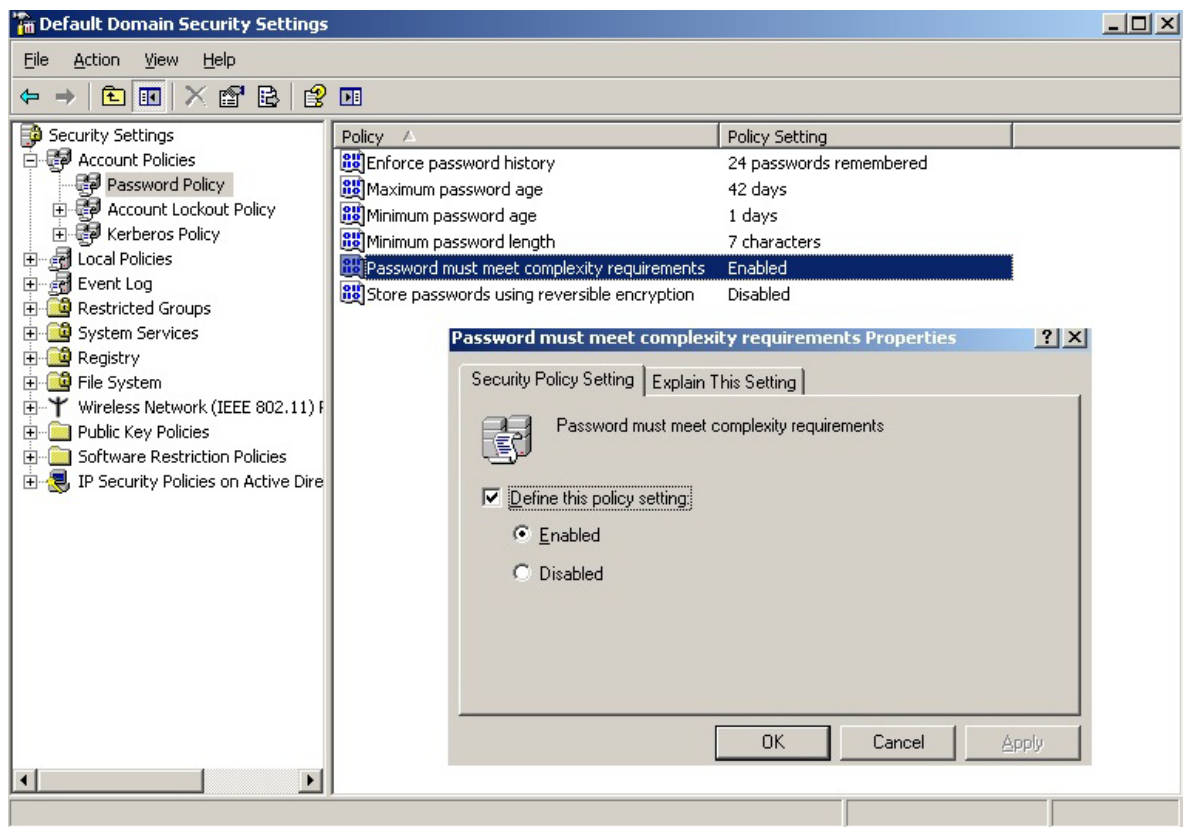 Default Domain Security Settings
File Action View Help
Security Settings
Account Policies
Password Policy
Account Lockout Policy
Kerberos Policy
Local Policies
Event Log
Restricted Groups
System Services
Registry
File System
Wireless Network (IEEE 802.11)
Public Key Policies
Software Restriction Policies
IP Security Policies on Active Dire
Policy Policy Setting
Enforce password history 24 passwords remembered
Maximum password age 42 days
Minimum password age 1 days
Minimum password length 7 characters
Password must meet complexity requirements Enabled
Store passwords using reversible encryption Disabled
Password must meet complexity requirements Properties
Security Policy Setting Explain This Setting
Password must meet complexity requirements
Define this policy setting:
Enabled
Disabled
OK Cancel Apply